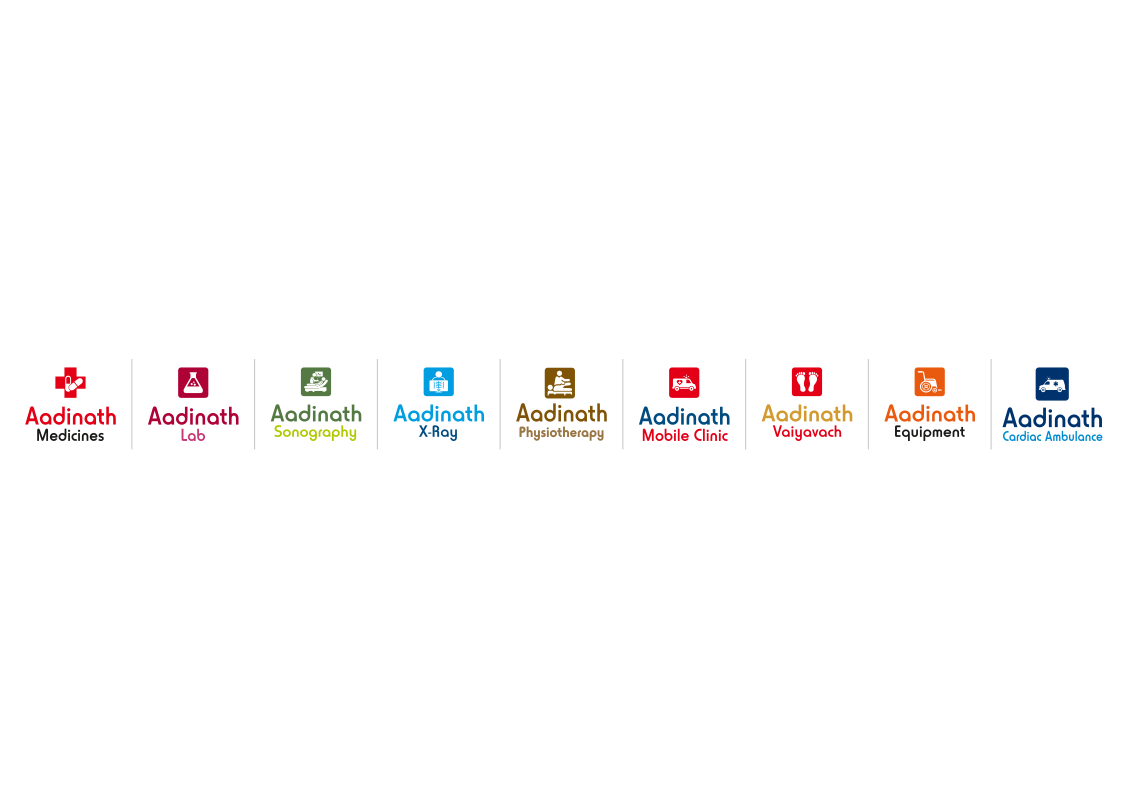 Aadinath
Medicines
Aadinath
Lab
Aadinath
Sonography
Aadinath
X-Ray
Aadinath
Physiotherapy
Aadinath
Mobile Clinic
Aadinath
Vaiyavach
Aadinath
Equipment
Aadinath
Cardiac Ambulance